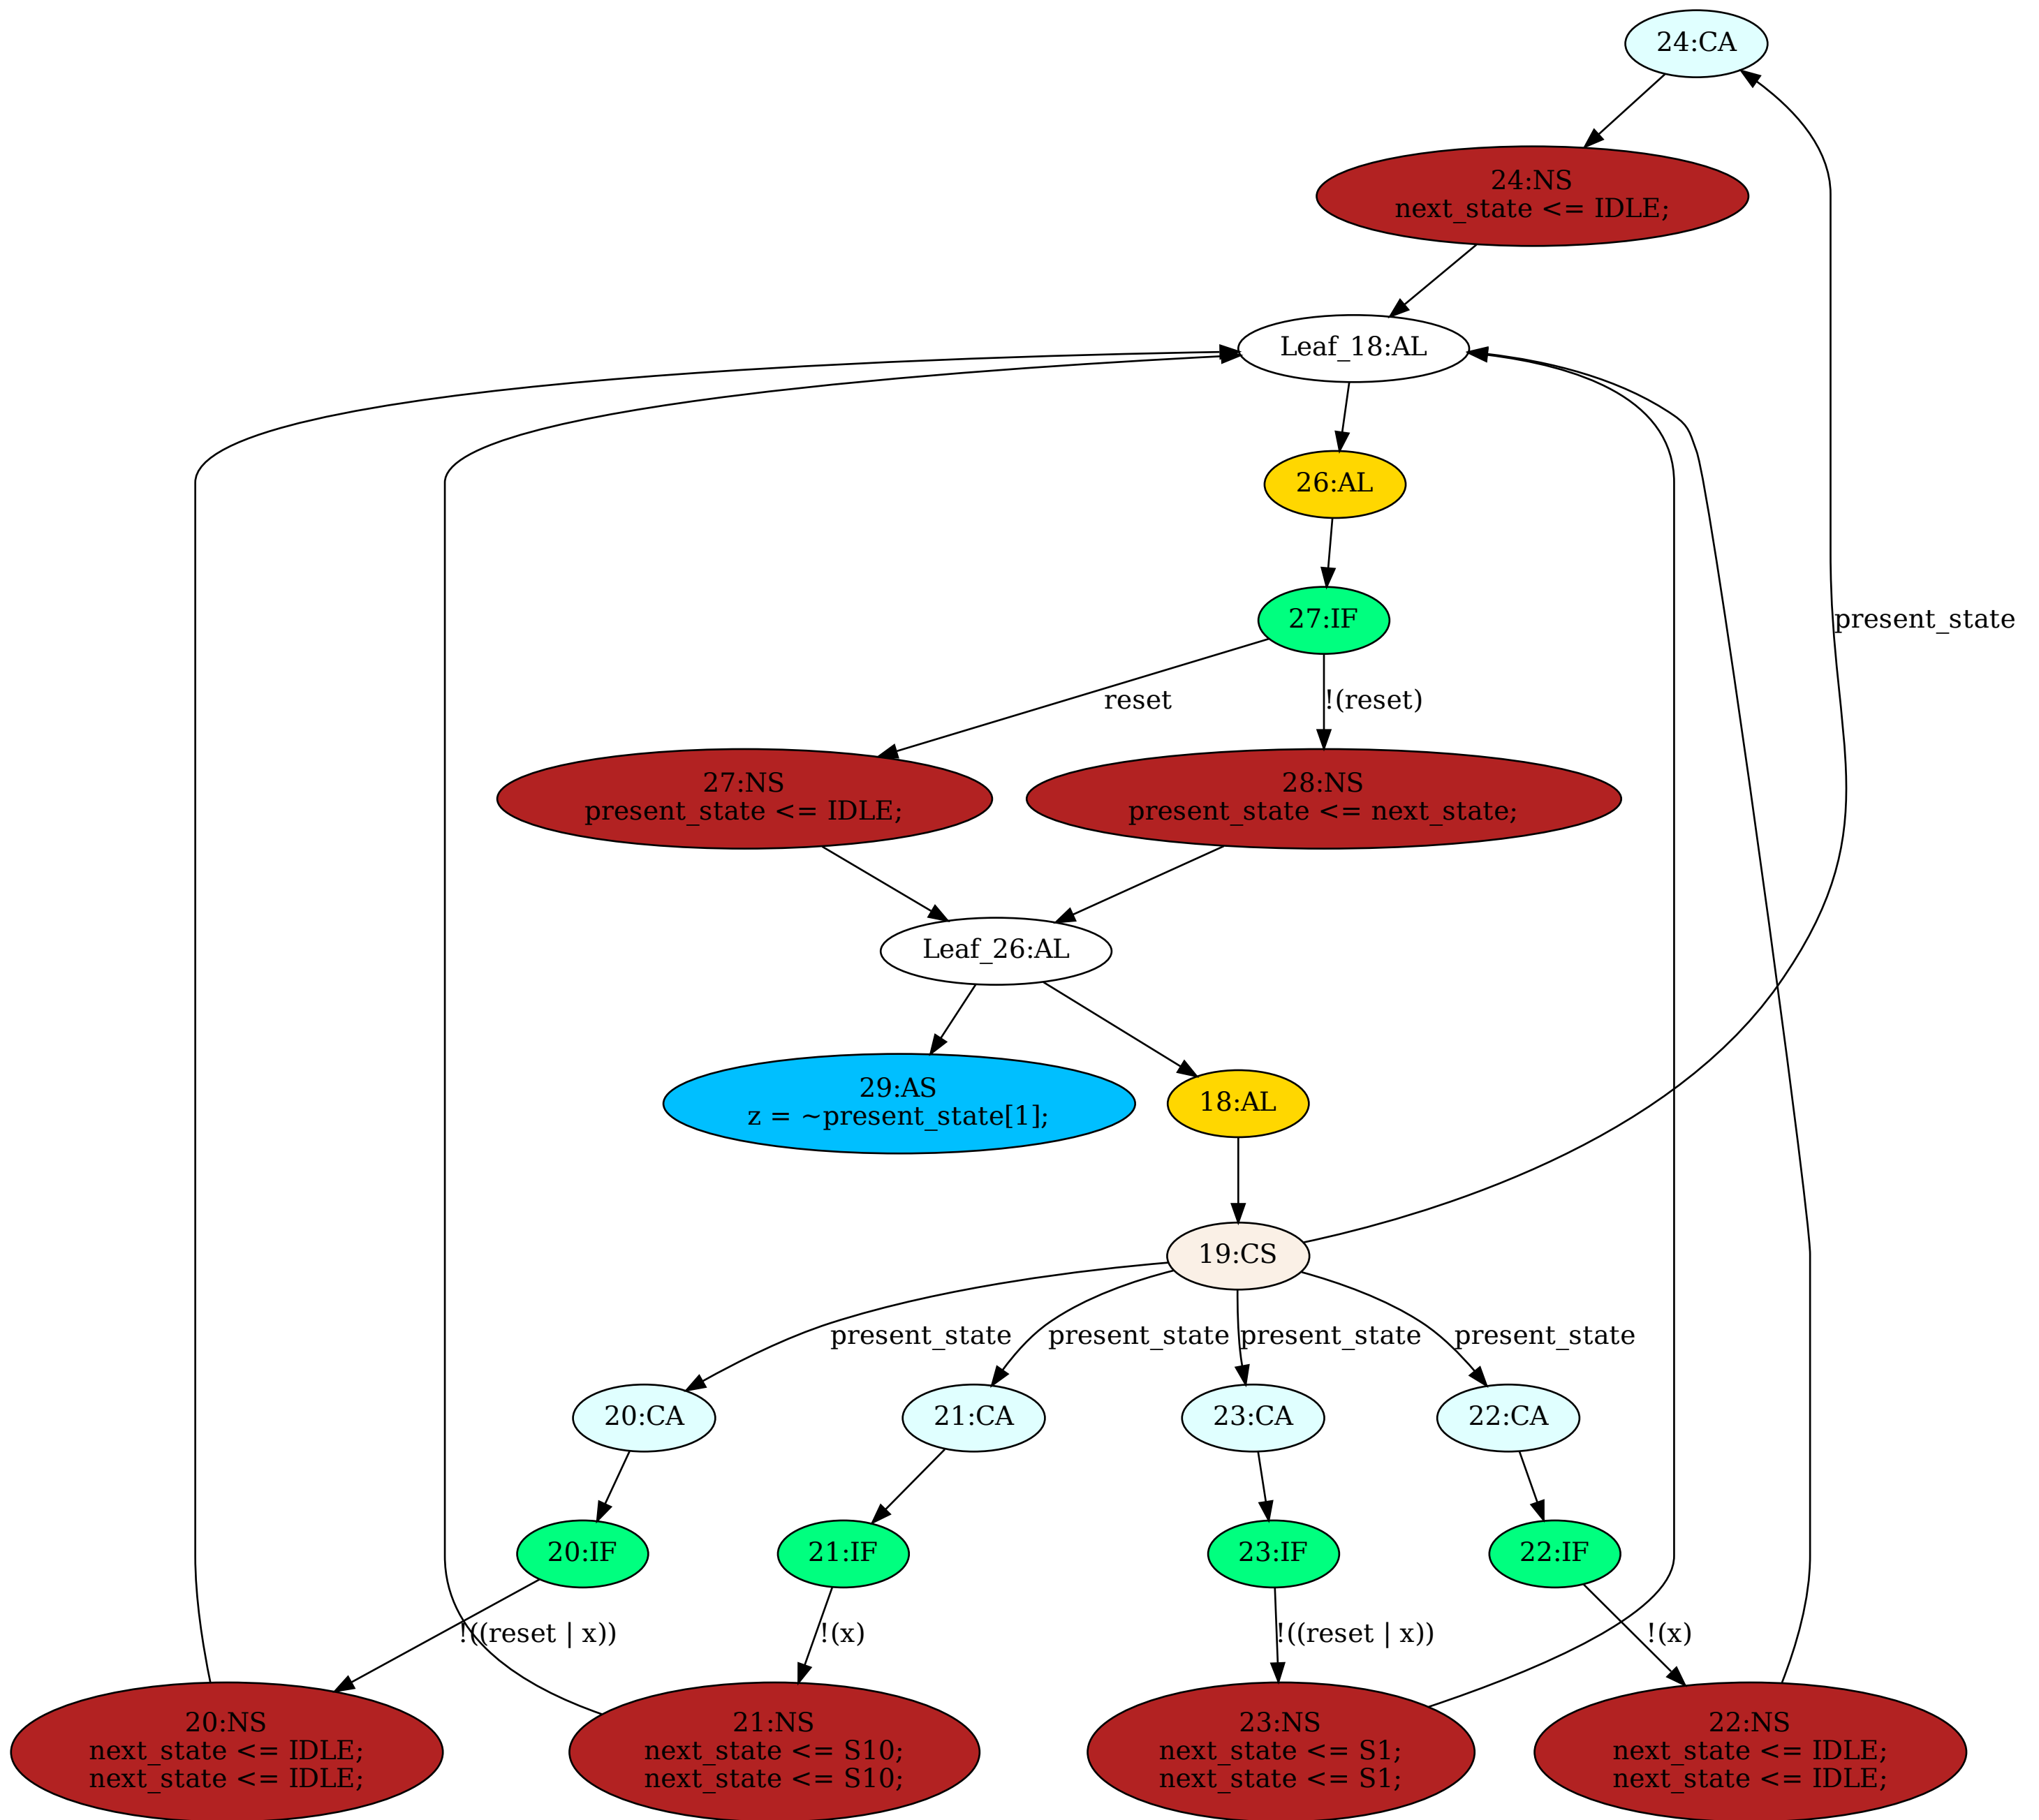 24:CA
24:NS
next_state <= IDLE;
Leaf_18:AL
26:AL
27:IF
present_state
reset
!(reset)
27:NS
present_state <= IDLE;
28:NS
present_state <= next_state;
Leaf_26:AL
29:AS
z = ~present_state[1];
18:AL
19:CS
present_state
present_state
present_state
present_state
20:CA
21:CA
23:CA
22:CA
20:IF
21:IF
23:IF
22:IF
!((reset | x))
!(x)
!((reset | x))
!(x)
20:NS
next_state <= IDLE;
next_state <= IDLE;
21:NS
next_state <= S10;
next_state <= S10;
23:NS
next_state <= S1;
next_state <= S1;
22:NS
next_state <= IDLE;
next_state <= IDLE;